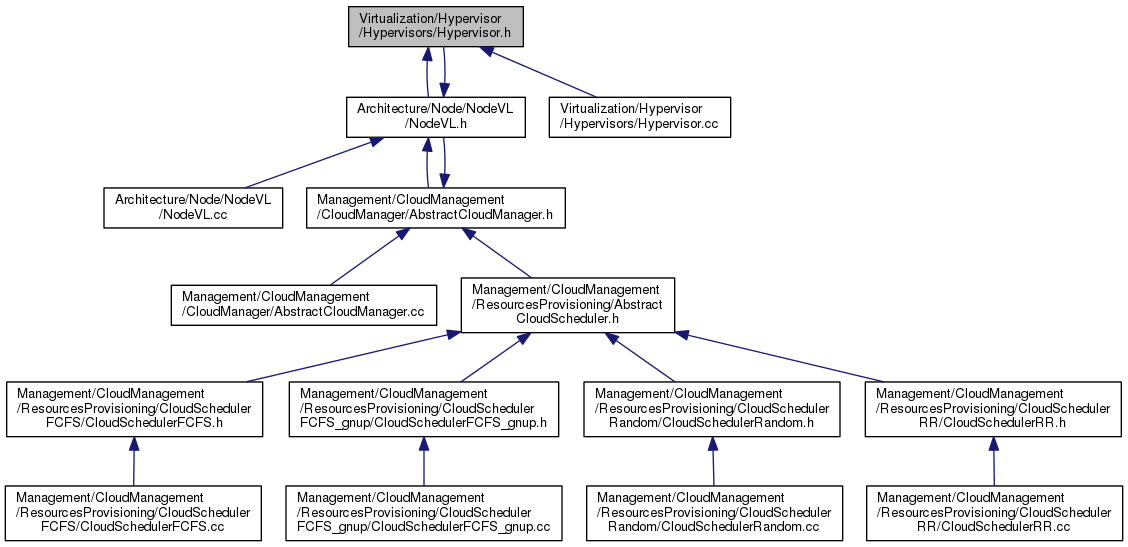 Virtualization/Hypervisor
/Hypervisors/Hypervisor.h
Architecture/Node/NodeVL
/NodeVL.h
Virtualization/Hypervisor
/Hypervisors/Hypervisor.cc
Architecture/Node/NodeVL
/NodeVL.cc
Management/CloudManagement
/CloudManager/AbstractCloudManager.h
Management/CloudManagement
/CloudManager/AbstractCloudManager.cc
Management/CloudManagement
/ResourcesProvisioning/Abstract
CloudScheduler.h
Management/CloudManagement
/ResourcesProvisioning/CloudScheduler
FCFS/CloudSchedulerFCFS.h
Management/CloudManagement
/ResourcesProvisioning/CloudScheduler
FCFS_gnup/CloudSchedulerFCFS_gnup.h
Management/CloudManagement
/ResourcesProvisioning/CloudScheduler
Random/CloudSchedulerRandom.h
Management/CloudManagement
/ResourcesProvisioning/CloudScheduler
RR/CloudSchedulerRR.h
Management/CloudManagement
/ResourcesProvisioning/CloudScheduler
FCFS/CloudSchedulerFCFS.cc
Management/CloudManagement
/ResourcesProvisioning/CloudScheduler
FCFS_gnup/CloudSchedulerFCFS_gnup.cc
Management/CloudManagement
/ResourcesProvisioning/CloudScheduler
Random/CloudSchedulerRandom.cc
Management/CloudManagement
/ResourcesProvisioning/CloudScheduler
RR/CloudSchedulerRR.cc